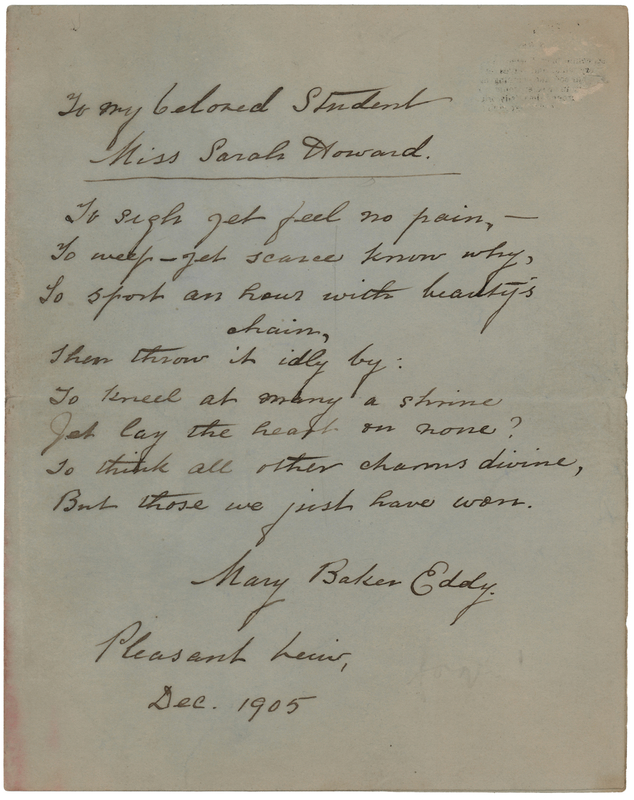 To my beloved Student
Miss Sarah Howard.
To sigh yet feel no pain, —
To weep – yet scarce know why,
To sport an hour with beauty's
chain,
Then throw it idly by:
To kneel at many a shrine
Yet lay the heart on none?
To think all other charms divine,
But those we just have won.
Mary Baker Eddy.
Pleasant View,
Dec. 1905